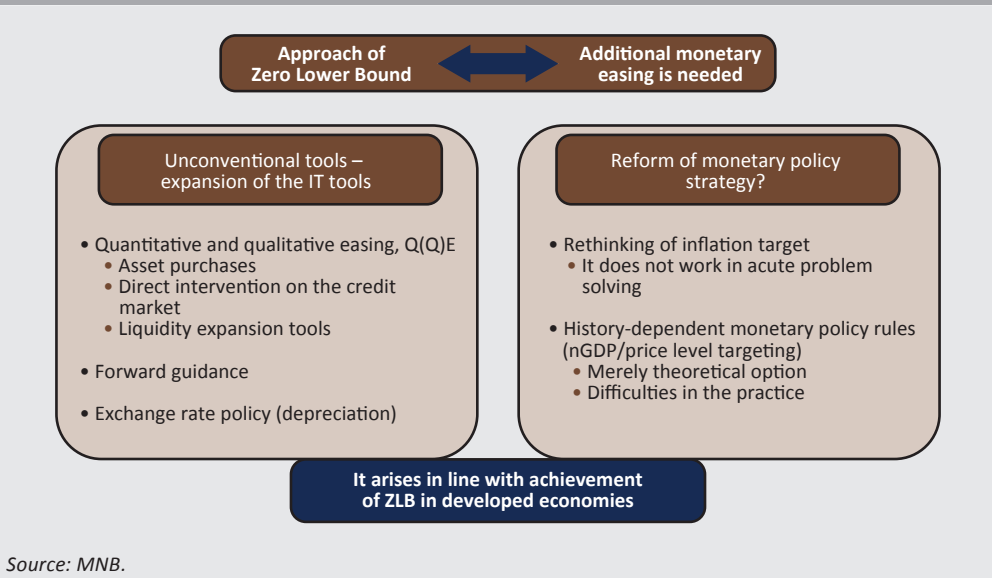 Approach of
Zero Lower Bound
Additional monetary
easing is needed
Unconventional tools –
expansion of the IT tools
• Quantitative and qualitative easing, Q(Q)E
• Asset purchases
• Direct intervention on the credit
market
• Liquidity expansion tools
• Forward guidance
• Exchange rate policy (depreciation)
Reform of monetary policy
strategy?
• Rethinking of inflation target
• It does not work in acute problem
solving
• History-dependent monetary policy rules
(nGDP/price level targeting)
• Merely theoretical option
• Difficulties in the practice
It arises in line with achievement
of ZLB in developed economies
Source: MNB.